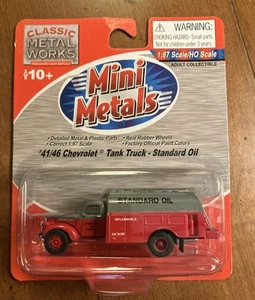 CLASSIC
METAL
WORKS
10+
WARNING:
CHOKING HAZARD-Small parts.
Not for children under 3 years.
1:87 Scale/HO Scale
ADULT COLLECTIBLE
Mini
Metals
•Detailed Metal & Plastic Parts •Real Rubber Wheels
•Correct 1:87 Scale •Factory Official Paint Colors
'41/46 Chevrolet® Tank Truck - Standard Oil
STANDARD OIL
INFLAMMABLE